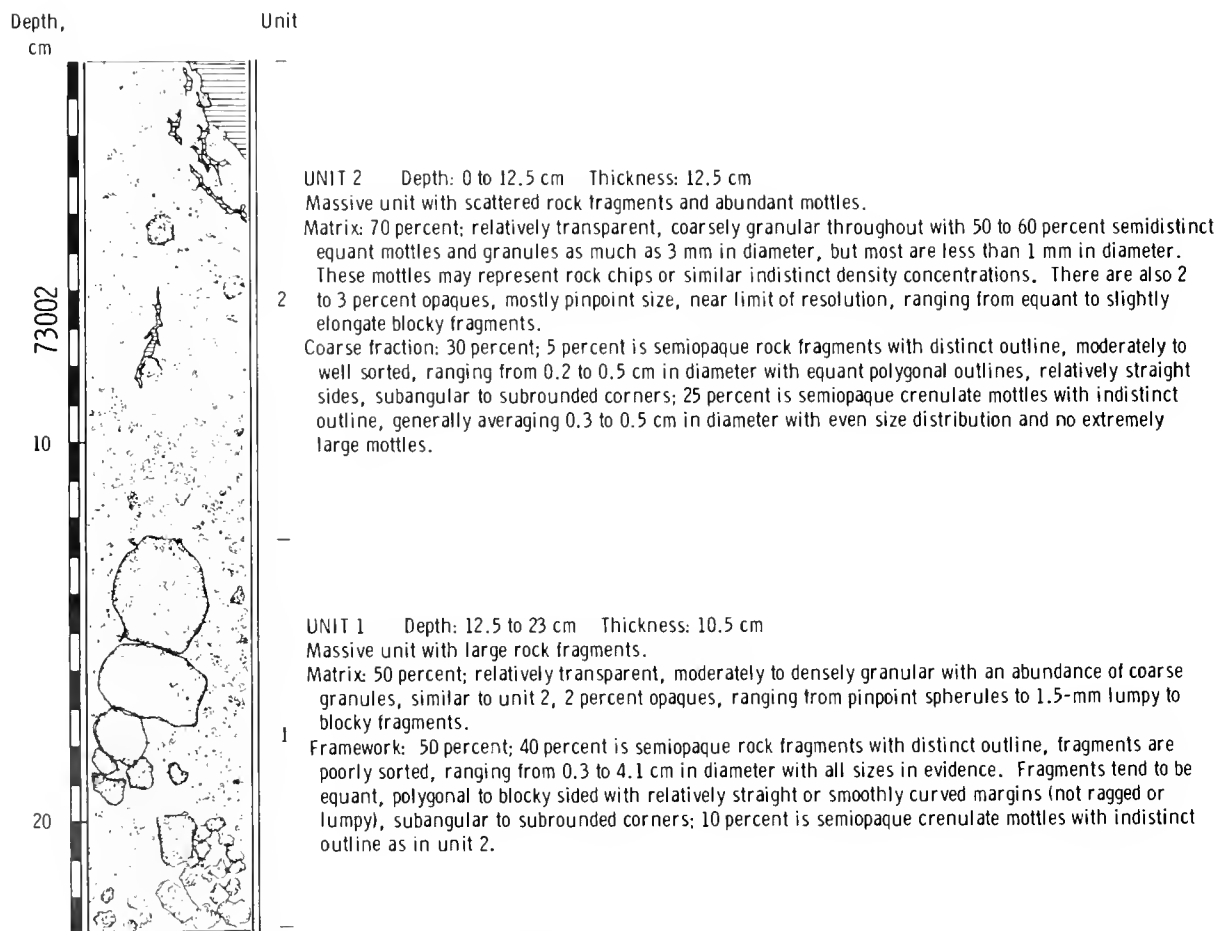 Depth, cm
Unit
73002
10
20
2
1
UNIT 2 Depth: 0 to 12.5 cm Thickness: 12.5 cm
Massive unit with scattered rock fragments and abundant mottles.
Matrix: 70 percent; relatively transparent, coarsely granular throughout with 50 to 60 percent semidistinct
equant mottles and granules as much as 3 mm in diameter, but most are less than 1 mm in diameter.
These mottles may represent rock chips or similar indistinct density concentrations. There are also 2
to 3 percent opaques, mostly pinpoint size, near limit of resolution, ranging from equant to slightly
elongate blocky fragments.
Coarse fraction: 30 percent; 5 percent is semiopaque rock fragments with distinct outline, moderately to
well sorted, ranging from 0.2 to 0.5 cm in diameter with equant polygonal outlines, relatively straight
sides, subangular to subrounded corners; 25 percent is semiopaque crenulate mottles with indistinct
outline, generally averaging 0.3 to 0.5 cm in diameter with even size distribution and no extremely
large mottles.
UNIT 1 Depth: 12.5 to 23 cm Thickness: 10.5 cm
Massive unit with large rock fragments.
Matrix: 50 percent; relatively transparent, moderately to densely granular with an abundance of coarse
granules, similar to unit 2, 2 percent opaques, ranging from pinpoint spherules to 1.5-mm lumpy to
blocky fragments.
Framework: 50 percent; 40 percent is semiopaque rock fragments with distinct outline, fragments are
poorly sorted, ranging from 0.3 to 4.1 cm in diameter with all sizes in evidence. Fragments tend to be
equant, polygonal to blocky sided with relatively straight or smoothly curved margins (not ragged or
lumpy), subangular to subrounded corners; 10 percent is semiopaque crenulate mottles with indistinct
outline as in unit 2.